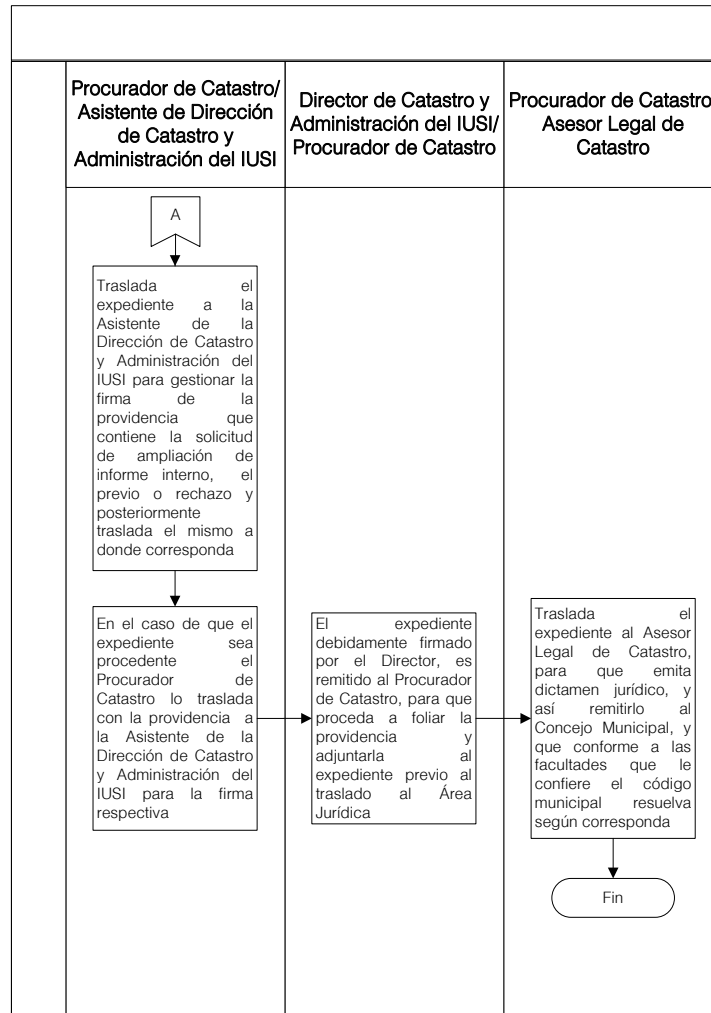 Procurador de Catastro/
Asistente de Dirección
de Catastro y
Administración del IUSI
Director de Catastro y
Administración del IUSI/
Procurador de Catastro
Procurador de Catastro
Asesor Legal de
Catastro
A
Traslada el
expediente a la
Asistente de la
Dirección de Catastro
y Administración del
IUSI para gestionar la
firma de la
providencia que
contiene la solicitud
de ampliación de
informe interno, el
previo o rechazo y
posteriormente
traslada el mismo a
donde corresponda
En el caso de que el
expediente sea
procedente el
Procurador de
Catastro lo traslada
con la providencia a
la Asistente de la
Dirección de Catastro
y Administración del
IUSI para la firma
respectiva
El expediente
debidamente firmado
por el Director, es
remitido al Procurador
de Catastro, para que
proceda a foliar la
providencia y
adjuntarla al
expediente previo al
traslado al Área
Jurídica
Traslada el
expediente al Asesor
Legal de Catastro,
para que emita
dictamen jurídico, y
así remitirlo al
Concejo Municipal, y
que conforme a las
facultades que le
confiere el código
municipal resuelva
según corresponda
Fin